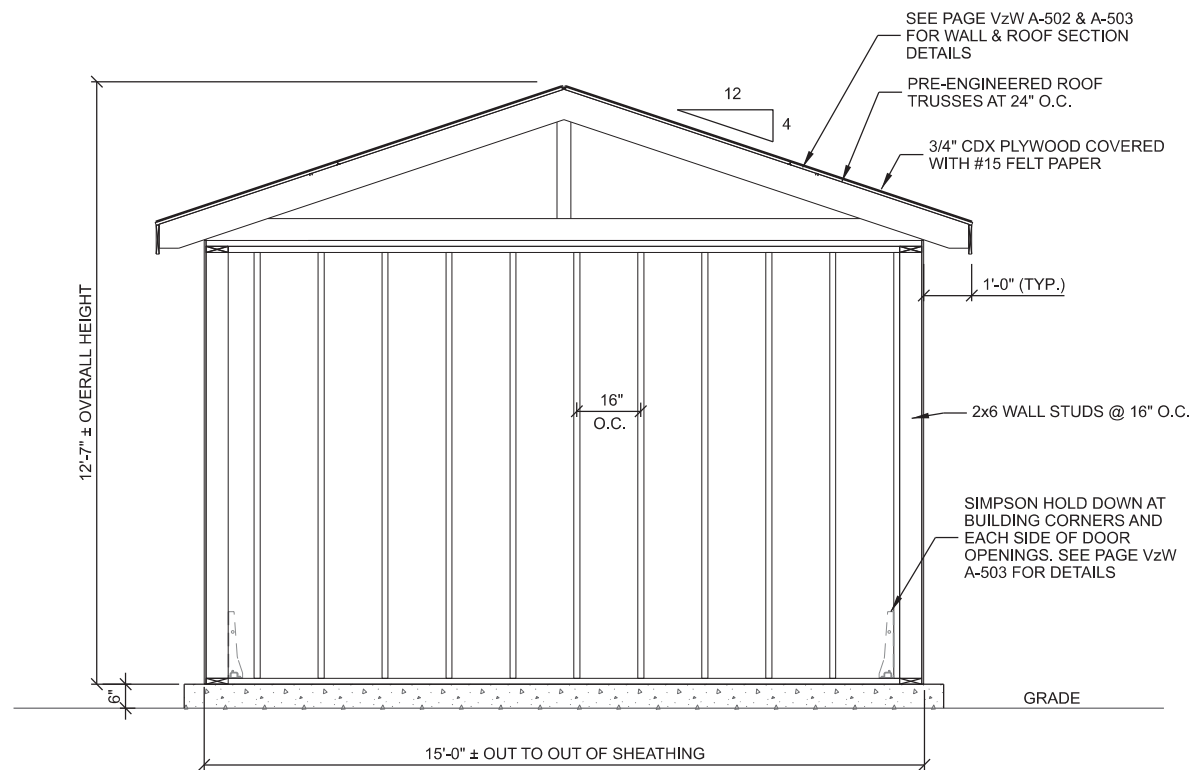 SEE PAGE VzW A-502 & A-503
FOR WALL & ROOF SECTION
DETAILS
PRE-ENGINEERED ROOF
TRUSSES AT 24" O.C.
12
4
3/4" CDX PLYWOOD COVERED
WITH #15 FELT PAPER
1'-0" (TYP.)
12'-7" ± OVERALL HEIGHT
16"
O.C.
2x6 WALL STUDS @ 16" O.C.
SIMPSON HOLD DOWN AT
BUILDING CORNERS AND
EACH SIDE OF DOOR
OPENINGS. SEE PAGE VzW
A-503 FOR DETAILS
6"
GRADE
15'-0" ± OUT TO OUT OF SHEATHING